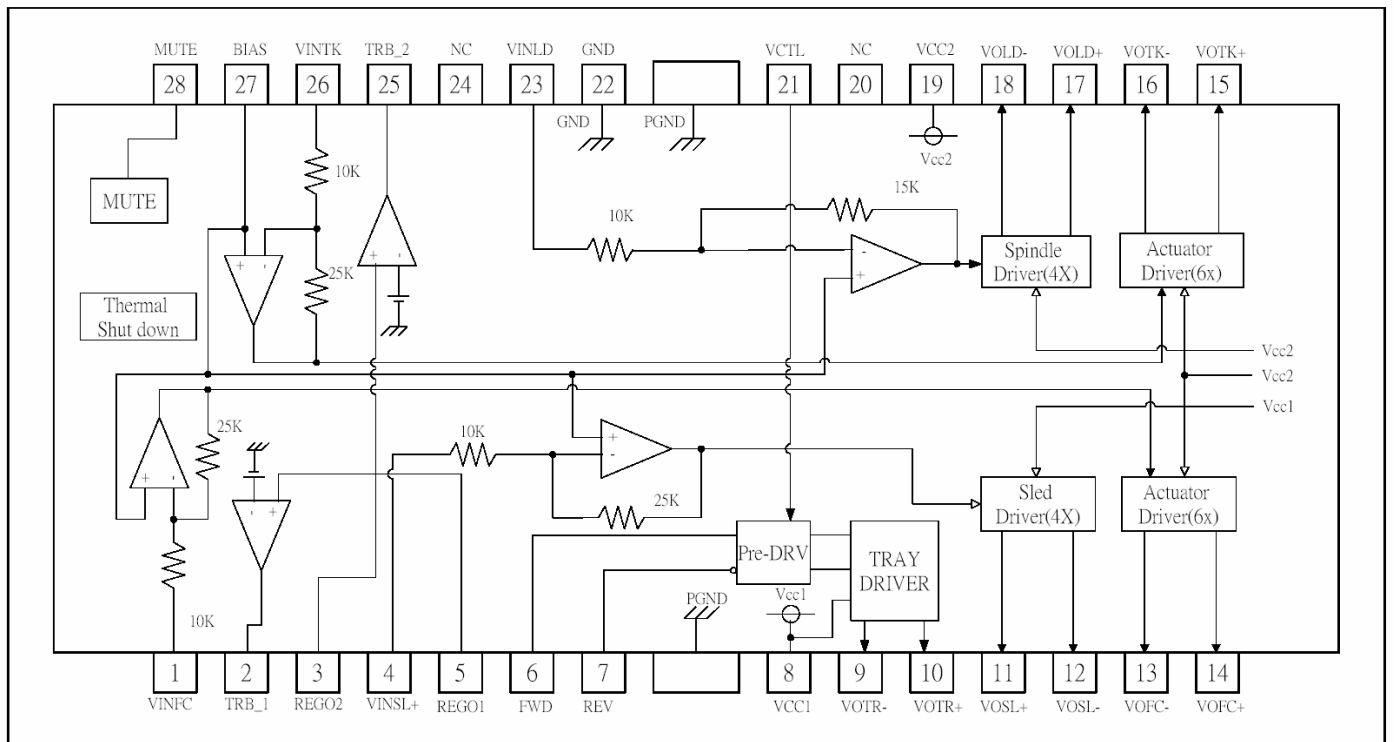 MUTE BIAS VINTK TRB_2 NC VINLD GND VCTL NC VCC2 VOLD- VOLD+ VOTK- VOTK+
28 27 26 25 24 23 22 21 20 19 18 17 16 15
GND PGND
Vcc2
MUTE
10K
15K
10K
+ - + -
25K
-
+
Spindle
Driver(4X)
Actuator
Driver(6x)
Thermal
Shut down
Vcc2
Vcc2
Vcc1
25K
10K
+
-
+ -
- +
25K
Sled
Driver(4X)
Actuator
Driver(6x)
Pre-DRV
TRAY
DRIVER
10K
PGND
Vcc1
1 2 3 4 5 6 7 8 9 10 11 12 13 14
VINFC TRB_1 REGO2 VINSL+ REGO1 FWD REV VCC1 VOTR- VOTR+ VOSL+ VOSL- VOFC- VOFC+